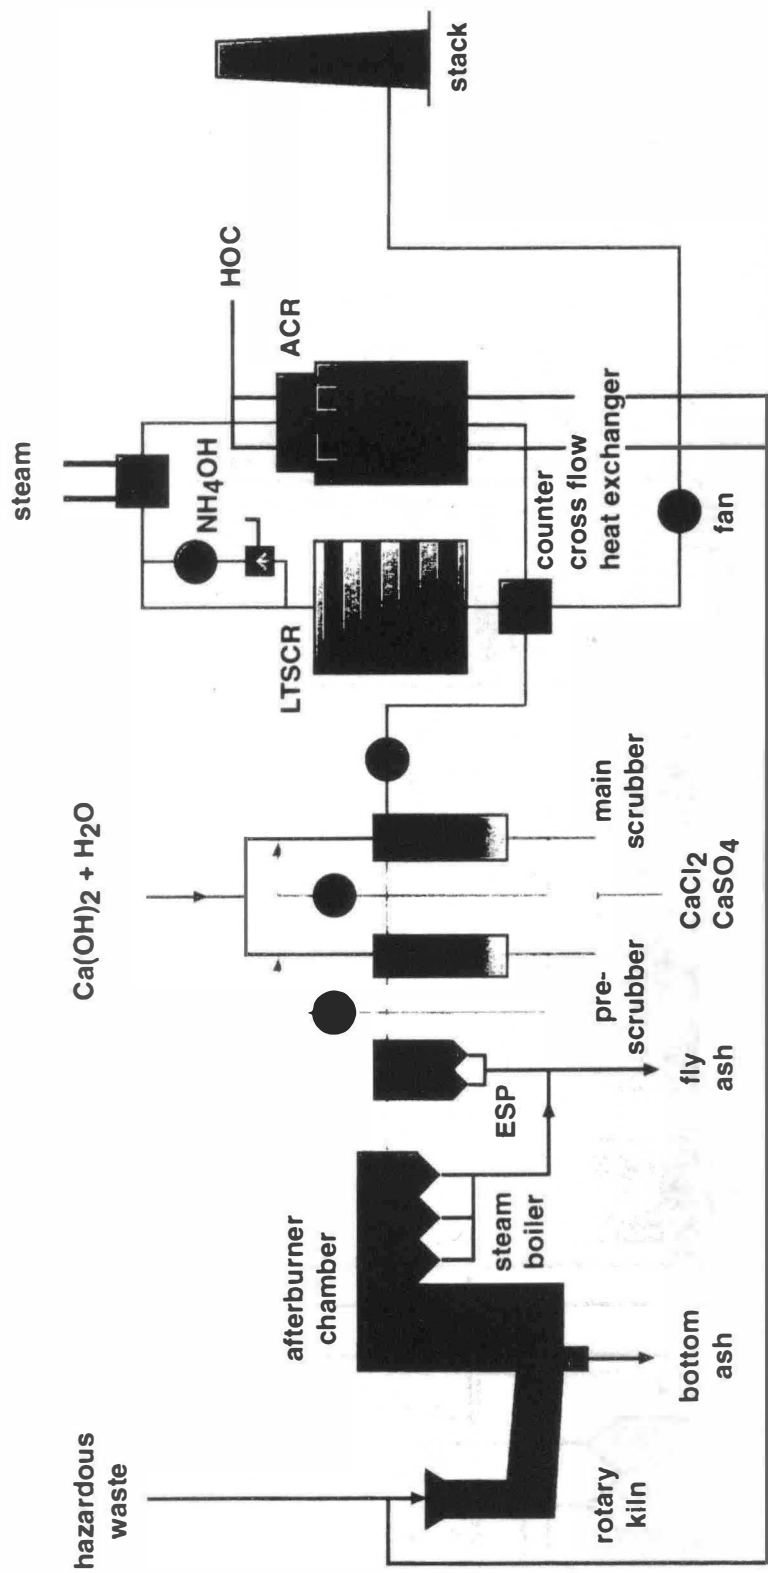 hazardous
waste
afterburner
chamber
Ca(OH)2 + H2O
steam
NH4OH
HOC
LTSCR
ACR
stack
ESP
steam
boiler
counter
cross flow
heat exchanger
rotary
kiln
bottom
ash
fly
ash
pre-
scrubber
CaCl2
CaSO4
main
scrubber
fan